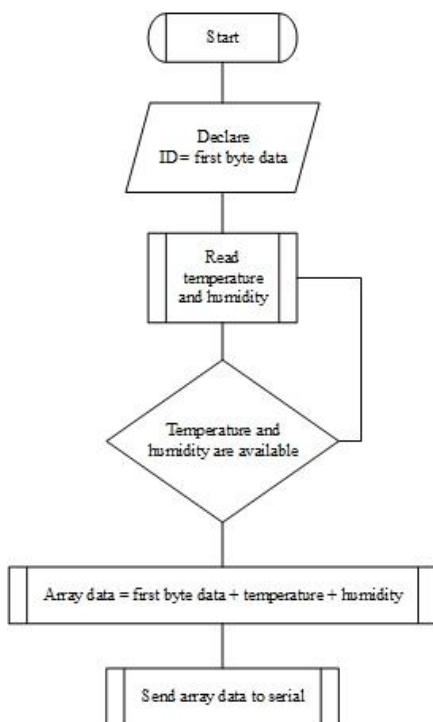 Start
Declare
ID= first byte data
Read
temperature
and humidity
Temperature and
humidity are available
Array data = first byte data + temperature + humidity
Send array data to serial